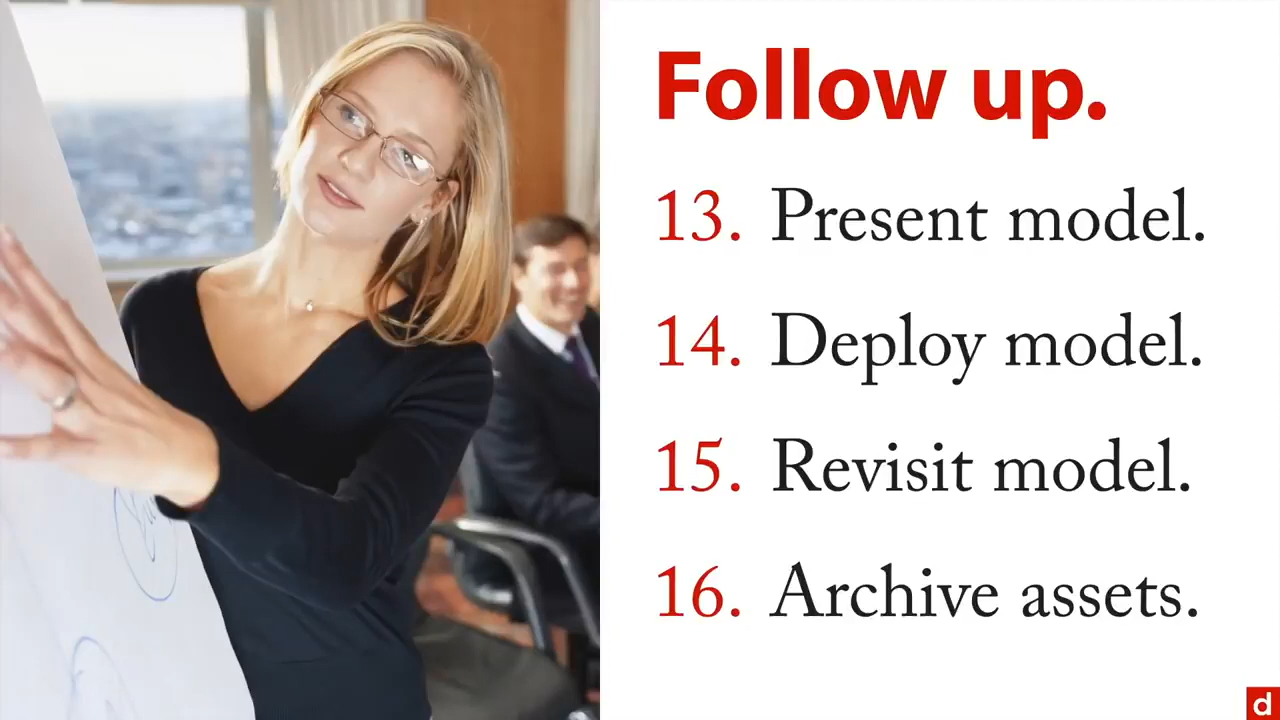 Follow up.
13. Present model.
14. Deploy model.
15. Revisit model.
16. Archive assets.
d